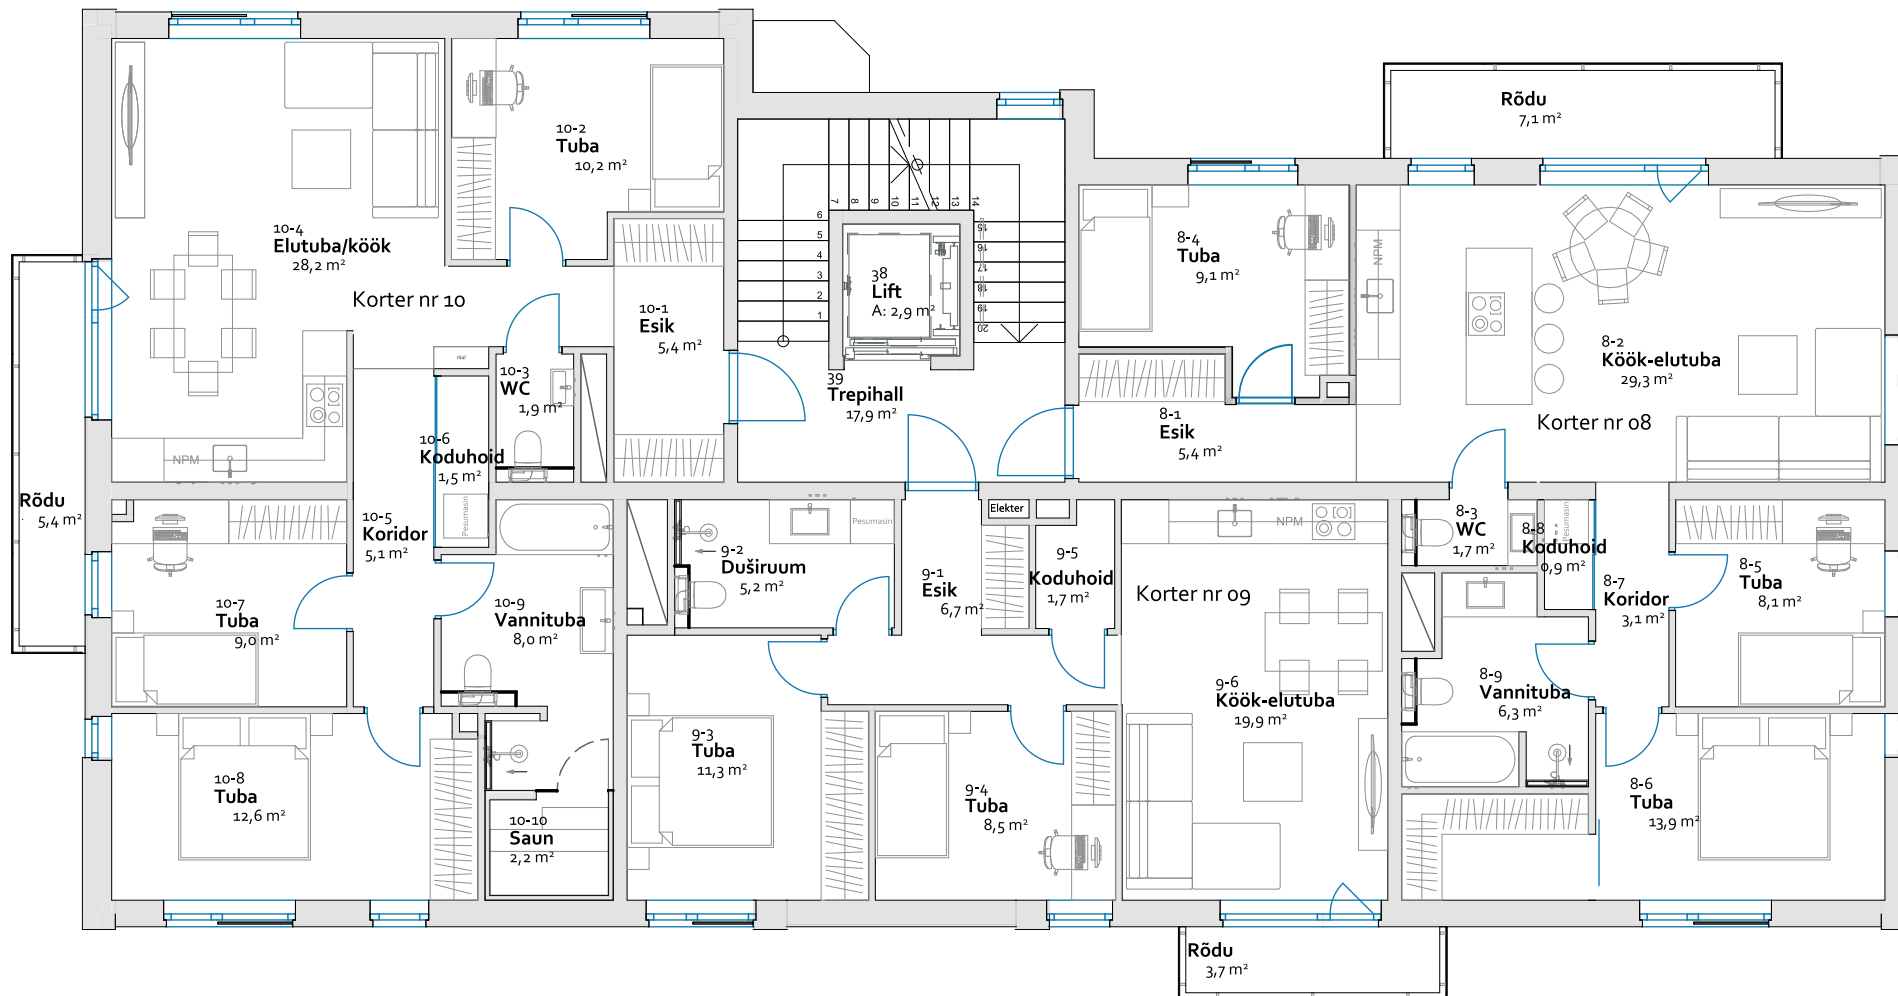 Rõdu
7,1 m²
10-2
Tuba
10,2 m²
10-4
Elutuba/köök
28,2 m²
Korter nr 10
10-1
Esik
5,4 m²
7
8
9
10
11
12
13
14
6
5
4
3
2
1
15
16
17
18
19
20
38
Lift
A: 2,9 m²
39
Trepihall
17,9 m²
8-4
Tuba
9,1 m²
NPM
8-2
Köök-elutuba
29,3 m²
Korter nr 08
8-1
Esik
5,4 m²
10-3
WC
1,9 m²
10-6
Koduhoid
1,5 m²
Pesumasin
NPM
Rõdu
5,4 m²
10-5
Koridor
5,1 m²
10-7
Tuba
9,0 m²
10-9
Vannituba
8,0 m²
9-2
Duširuum
5,2 m²
Pesumasin
Elekter
9-1
Esik
6,7 m²
9-5
Koduhoid
1,7 m²
NPM
Korter nr 09
8-3
WC
1,7 m²
8-8
Koduhoid
0,9 m²
Pesumasin
8-7
Koridor
3,1 m²
8-5
Tuba
8,1 m²
8-9
Vannituba
6,3 m²
9-6
Köök-elutuba
19,9 m²
9-3
Tuba
11,3 m²
9-4
Tuba
8,5 m²
10-8
Tuba
12,6 m²
10-10
Saun
2,2 m²
8-6
Tuba
13,9 m²
Rõdu
3,7 m²